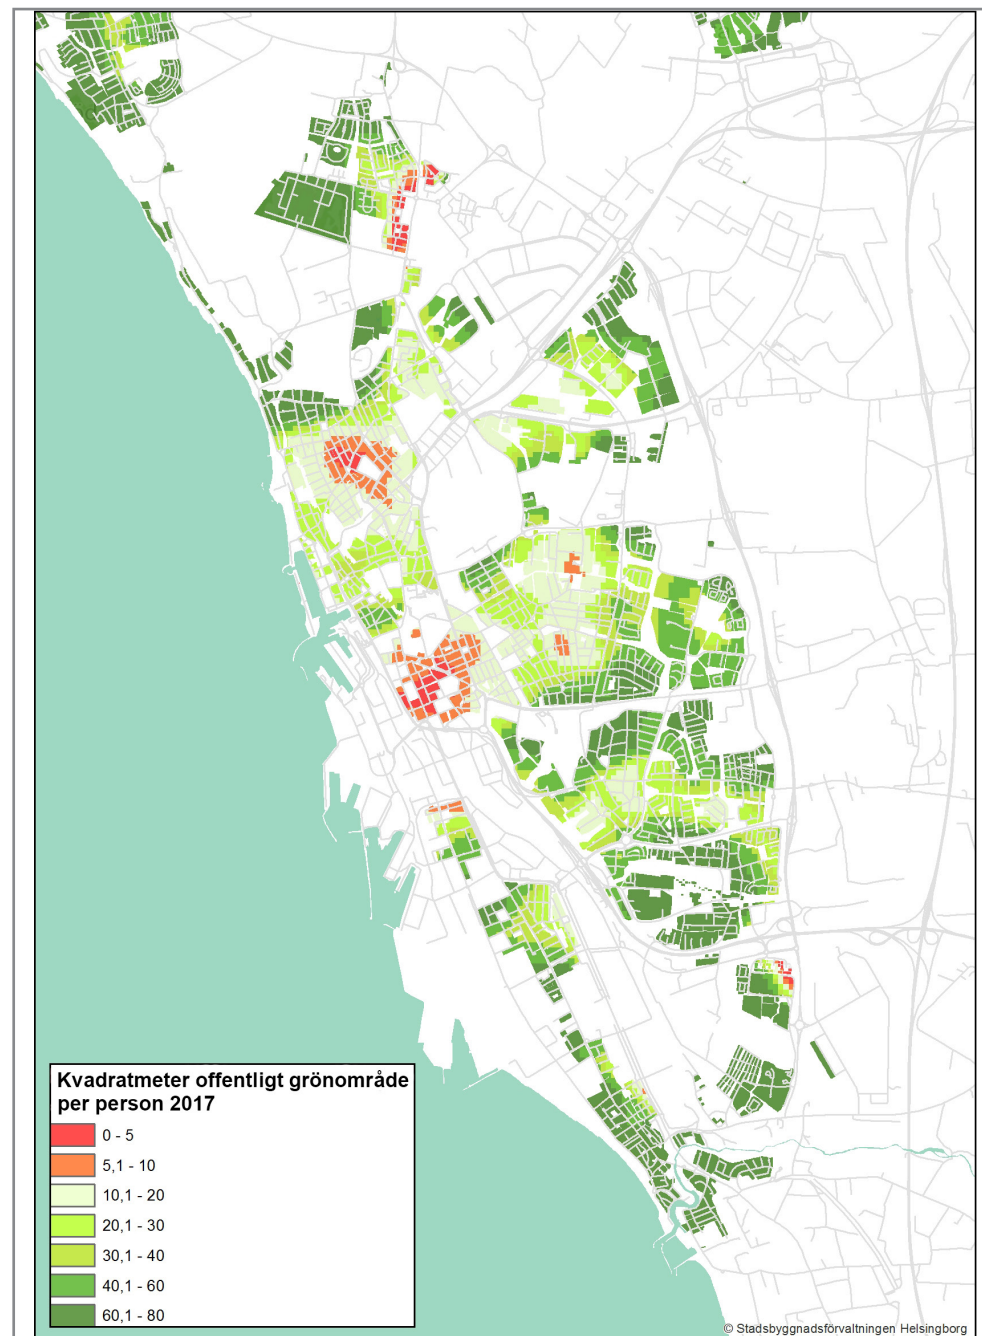 Kvadratmeter offentligt grönområde
per person 2017
0 - 5
5,1 - 10
10,1 - 20
20,1 - 30
30,1 - 40
40,1 - 60
60,1 - 80
© Stadsbyggnadsförvaltningen Helsingborg